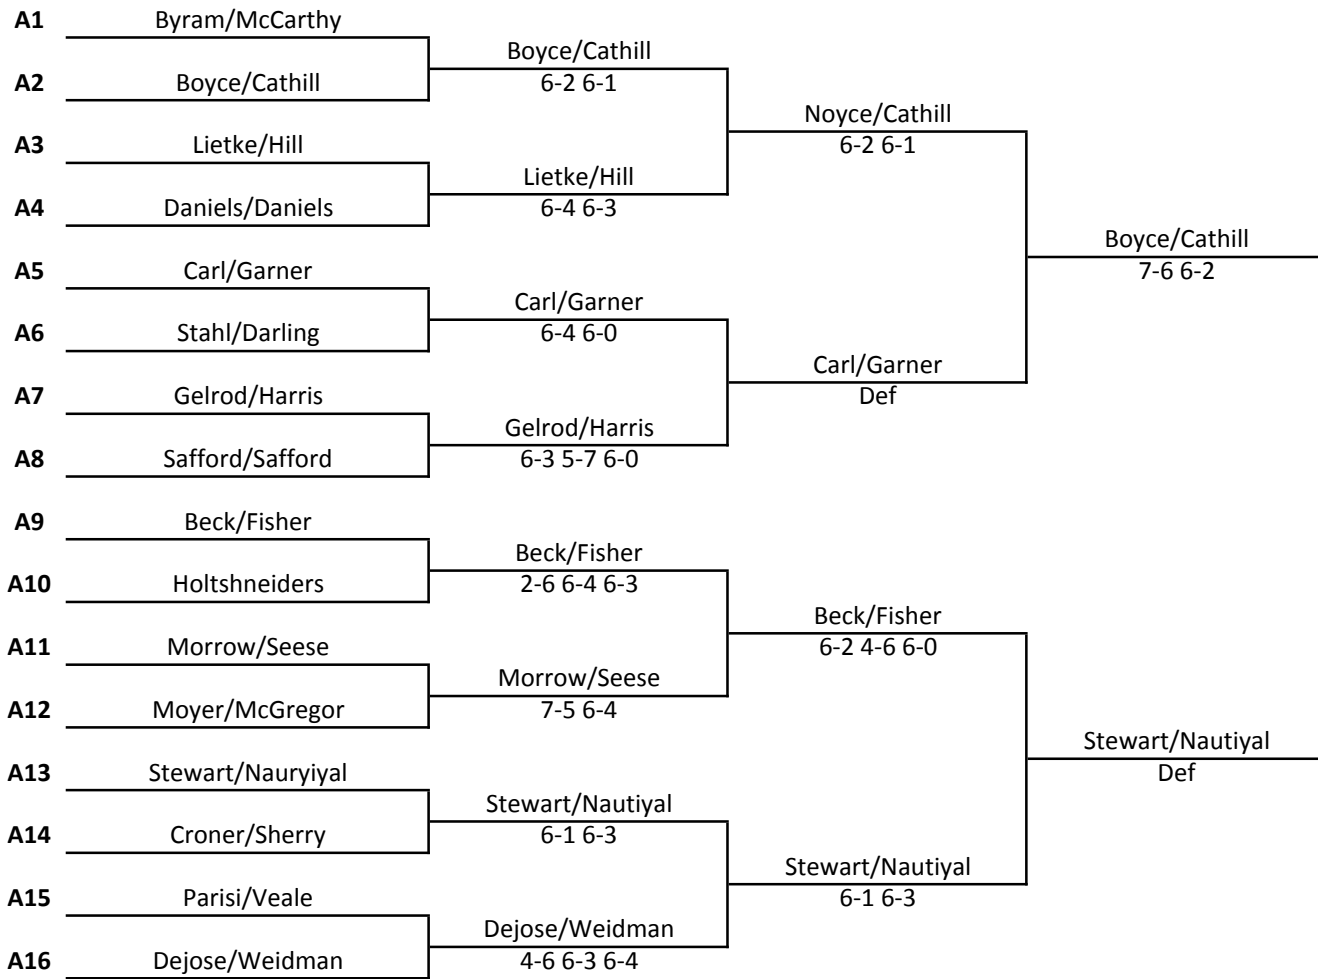 A1 Byram/McCarthy
Boyce/Cathill
A2 Boyce/Cathill
6-2 6-1
Noyce/Cathill
A3 Lietke/Hill
6-2 6-1
Lietke/Hill
A4 Daniels/Daniels
6-4 6-3
Boyce/Cathill
A5 Carl/Garner
7-6 6-2
Carl/Garner
A6 Stahl/Darling
6-4 6-0
Carl/Garner
A7 Gelrod/Harris
Def
Gelrod/Harris
A8 Safford/Safford
6-3 5-7 6-0
A9 Beck/Fisher
Beck/Fisher
A10 Holtshneiders
2-6 6-4 6-3
Beck/Fisher
A11 Morrow/Seese
6-2 4-6 6-0
Morrow/Seese
A12 Moyer/McGregor
7-5 6-4
Stewart/Nautiyal
A13 Stewart/Nauryiyal
Def
Stewart/Nautiyal
A14 Croner/Sherry
6-1 6-3
Stewart/Nautiyal
A15 Parisi/Veale
6-1 6-3
Dejose/Weidman
A16 Dejose/Weidman
4-6 6-3 6-4